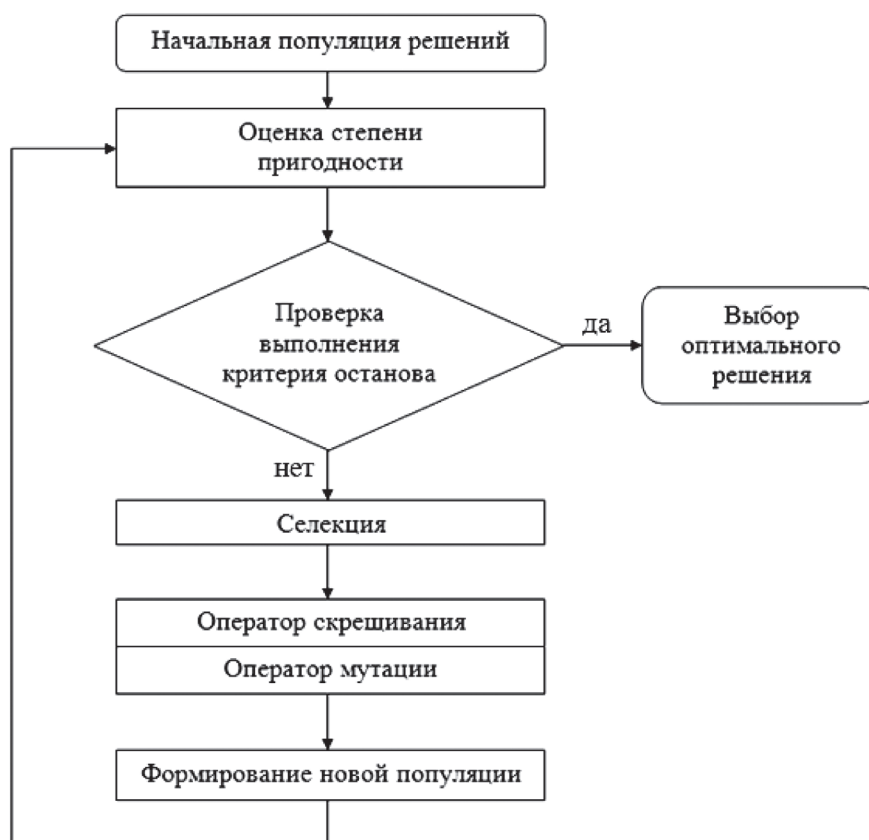 Начальная популяция решений
Оценка степени
пригодности
Проверка
выполнения
критерия останова
да
Выбор
оптимального
решения
нет
Селекция
Оператор скрещивания
Оператор мутации
Формирование новой популяции